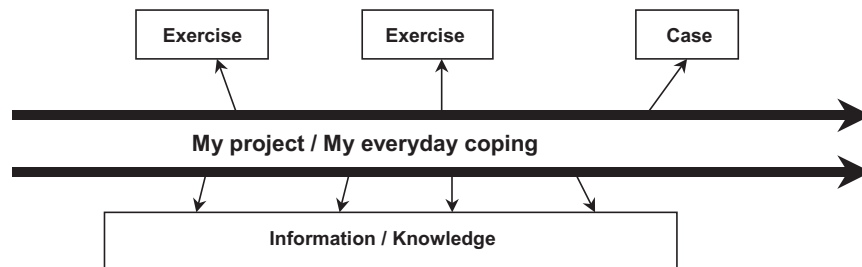 Exercise
Exercise
Case
My project / My everyday coping
Information / Knowledge